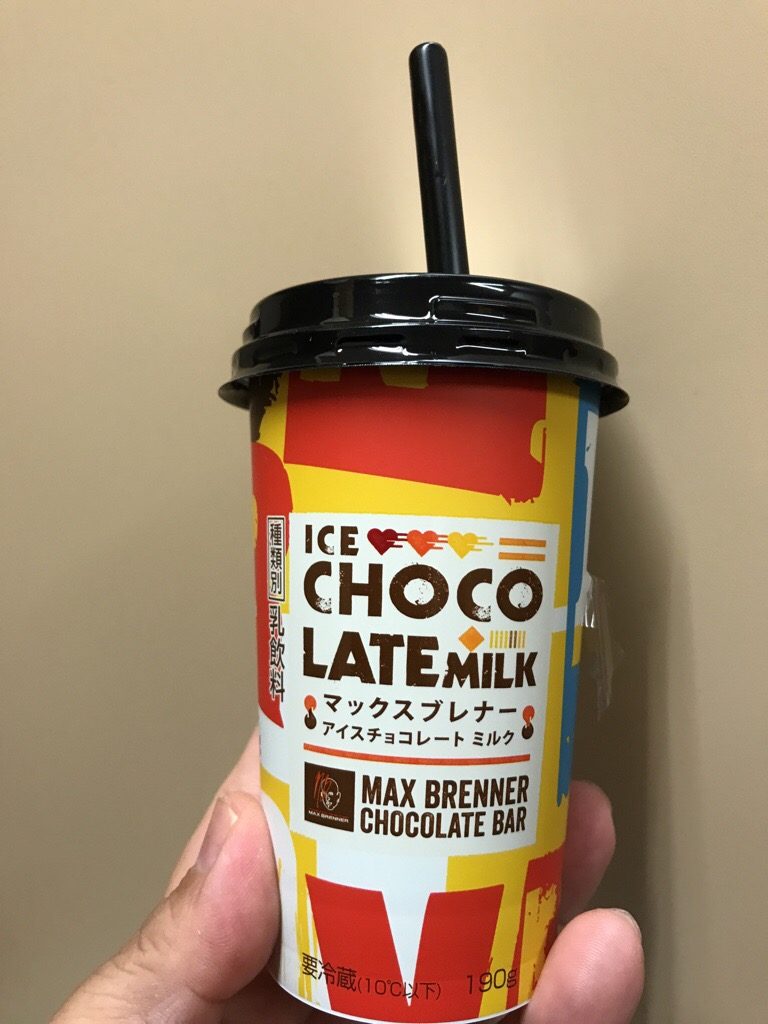 ICE
CHOCO
LATE MILK
マックスブレナー
アイスチョコレート ミルク
MAX BRENNER
MAX BRENNER
CHOCOLATE BAR
種類別 乳飲料
要冷蔵(10℃以下) 190g